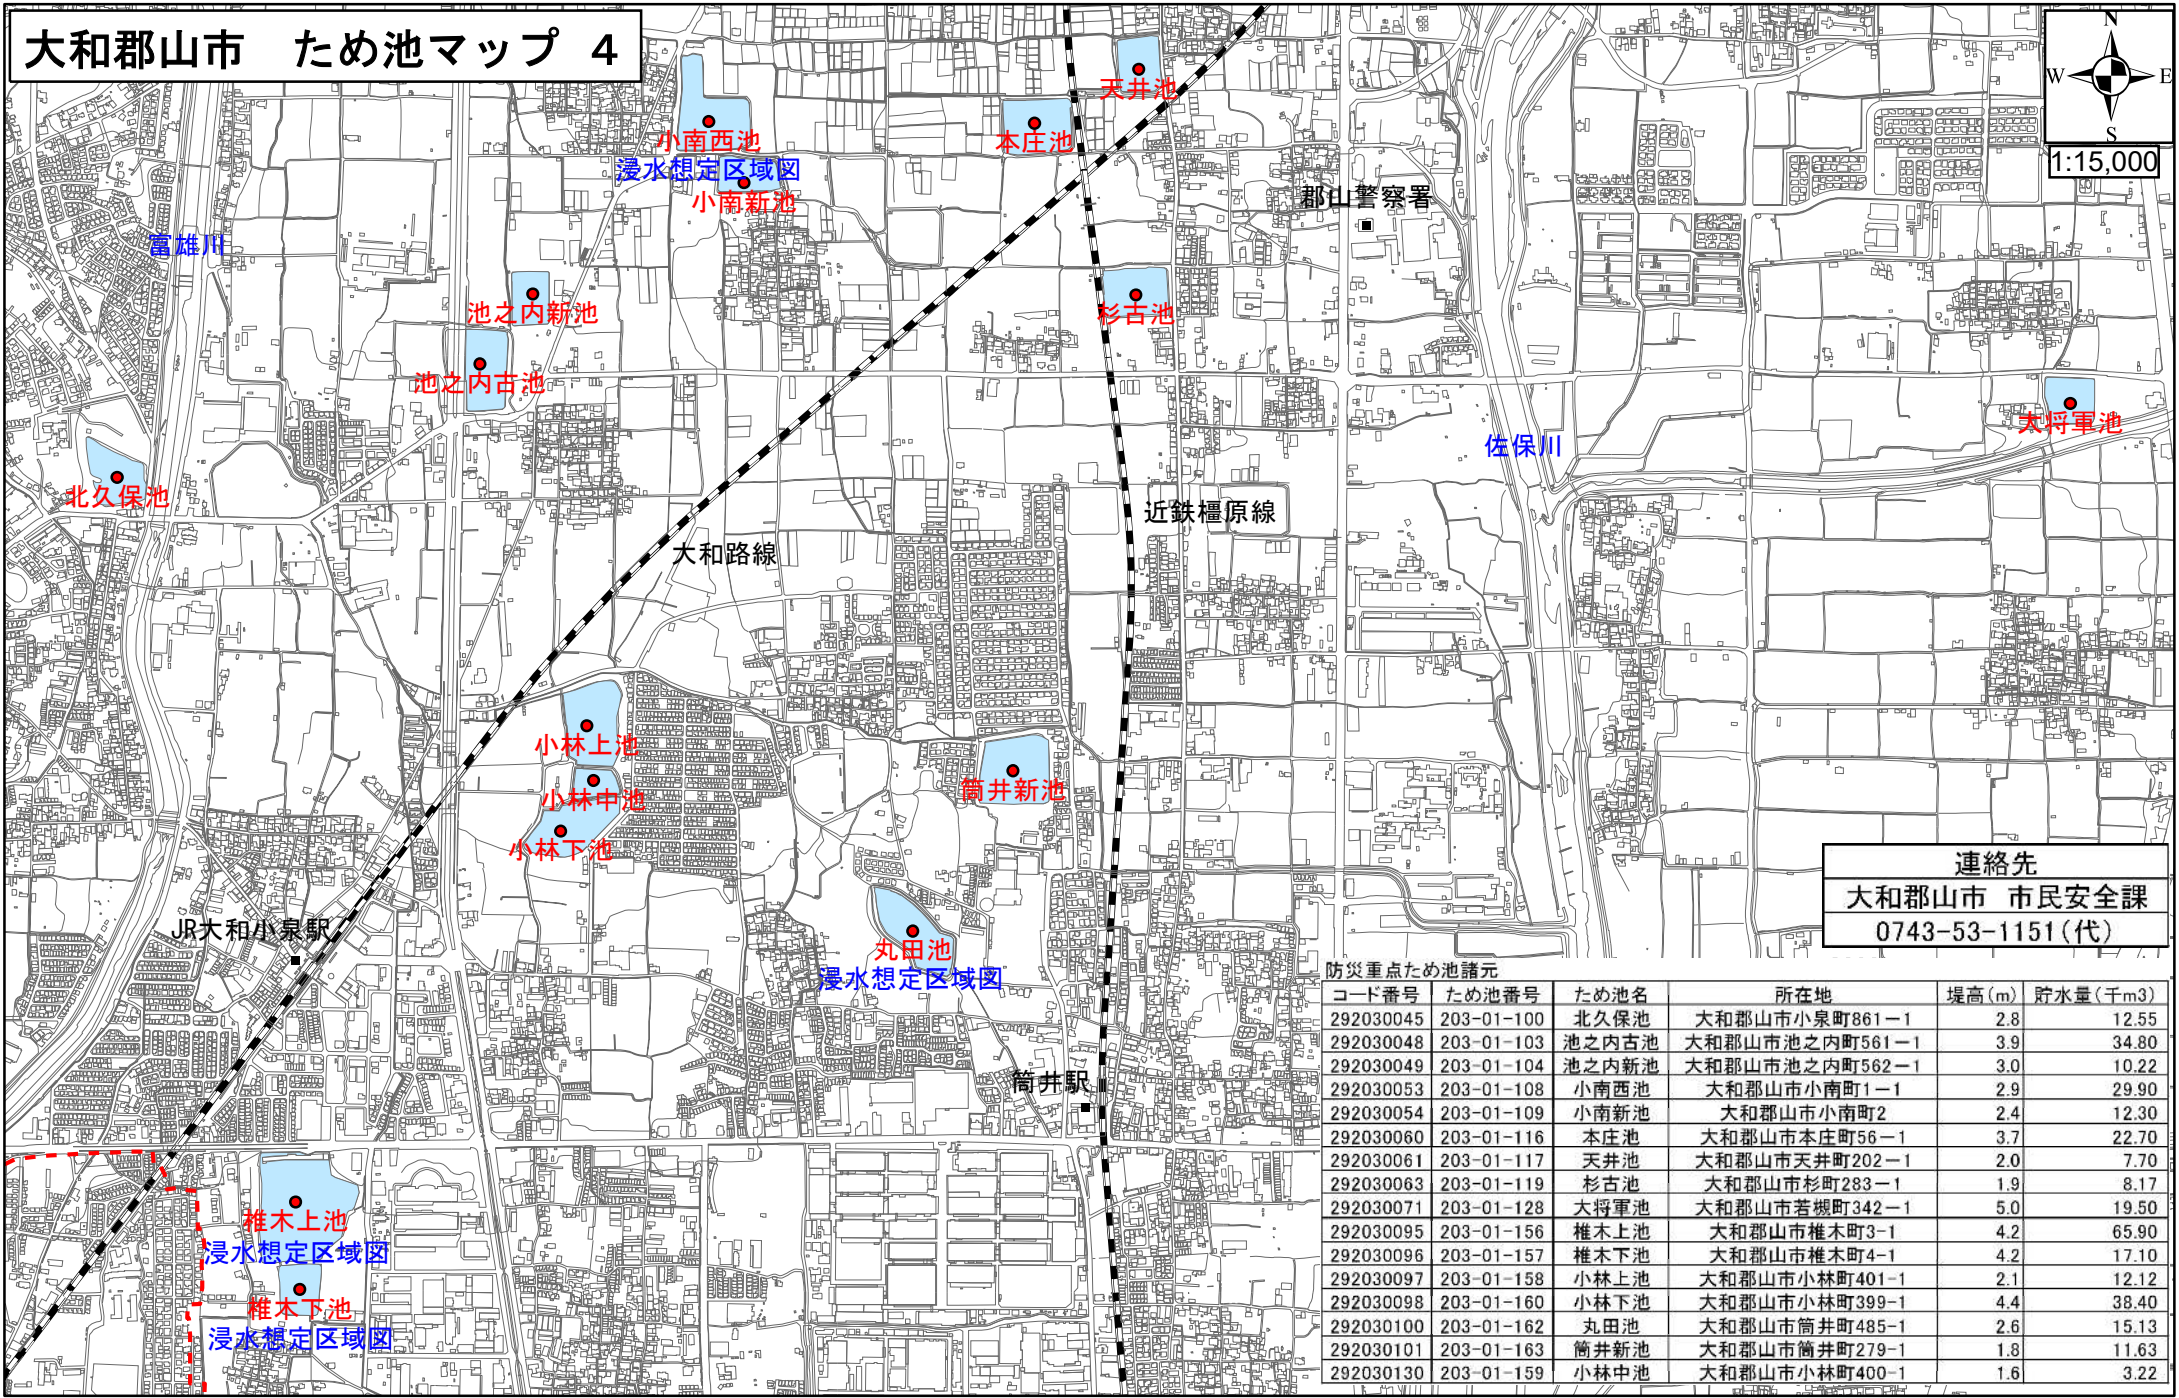 大和郡山市　ため池マップ 4
N
W E
S
1:15,000
天井池
小南西池
浸水想定区域図
小南新池
本庄池
郡山警察署
富雄川
池之内新池
杉古池
池之内古池
大将軍池
佐保川
北久保池
近鉄橿原線
大和路線
小林上池
小林中池
小林下池
筒井新池
JR大和小泉駅
丸田池
浸水想定区域図
筒井駅
椎木上池
浸水想定区域図
椎木下池
浸水想定区域図
連絡先
大和郡山市　市民安全課
0743-53-1151(代)
防災重点ため池諸元
コード番号 ため池番号 ため池名 所在地 堤高(m) 貯水量(千m3)
292030045 203-01-100 北久保池 大和郡山市小泉町861－1 2.8 12.55
292030048 203-01-103 池之内古池 大和郡山市池之内町561－1 3.9 34.80
292030049 203-01-104 池之内新池 大和郡山市池之内町562－1 3.0 10.22
292030053 203-01-108 小南西池 大和郡山市小南町1－1 2.9 29.90
292030054 203-01-109 小南新池 大和郡山市小南町2 2.4 12.30
292030060 203-01-116 本庄池 大和郡山市本庄町56－1 3.7 22.70
292030061 203-01-117 天井池 大和郡山市天井町202－1 2.0 7.70
292030063 203-01-119 杉古池 大和郡山市杉町283－1 1.9 8.17
292030071 203-01-128 大将軍池 大和郡山市若槻町342－1 5.0 19.50
292030095 203-01-156 椎木上池 大和郡山市椎木町3-1 4.2 65.90
292030096 203-01-157 椎木下池 大和郡山市椎木町4-1 4.2 17.10
292030097 203-01-158 小林上池 大和郡山市小林町401-1 2.1 12.12
292030098 203-01-160 小林下池 大和郡山市小林町399-1 4.4 38.40
292030100 203-01-162 丸田池 大和郡山市筒井町485-1 2.6 15.13
292030101 203-01-163 筒井新池 大和郡山市筒井町279-1 1.8 11.63
292030130 203-01-159 小林中池 大和郡山市小林町400-1 1.6 3.22